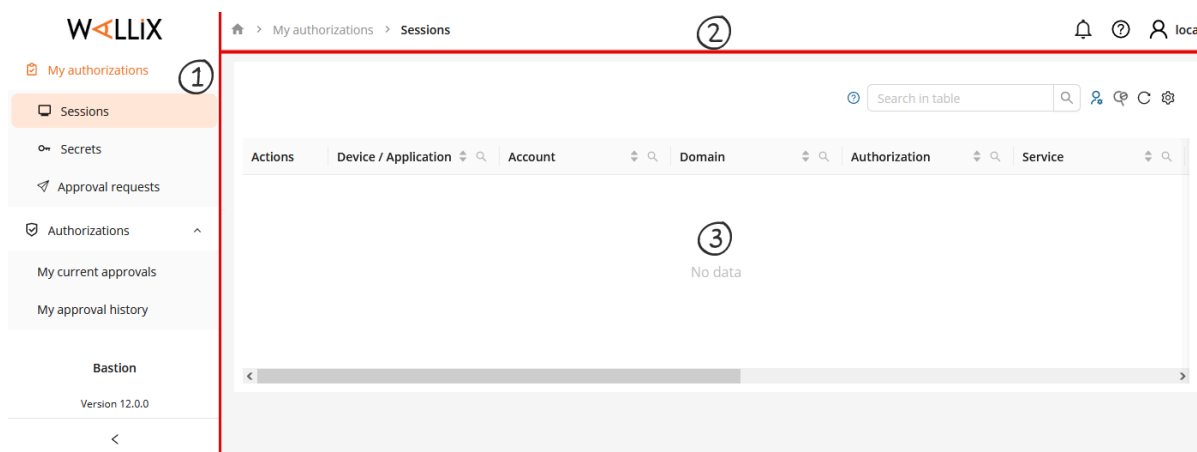 WALLIX
My authorizations
1
Sessions
Secrets
Approval requests
Authorizations
My current approvals
My approval history
Bastion
Version 12.0.0
My authorizations > Sessions
2
loca
Search in table
Actions Device / Application Account Domain Authorization Service
3
No data